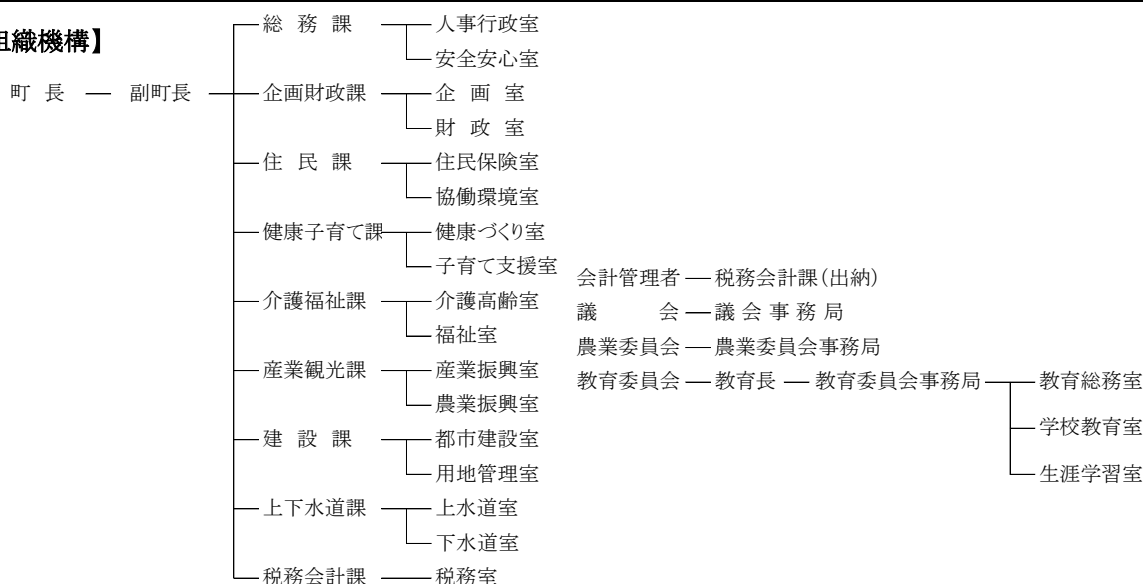 組織機構】
総務課 人事行政室
安全安心室
町長 副町長 企画財政課 企画室
財政室
住民課 住民保険室
協働環境室
健康子育て課 健康づくり室
子育て支援室
介護福祉課 介護高齢室
福祉室
産業観光課 産業振興室
農業振興室
建設課 都市建設室
用地管理室
上下水道課 上水道室
下水道室
税務会計課 税務室
会計管理者 税務会計課(出納)
議会 議会事務局
農業委員会 農業委員会事務局
教育委員会 教育長 教育委員会事務局 教育総務室
学校教育室
生涯学習室